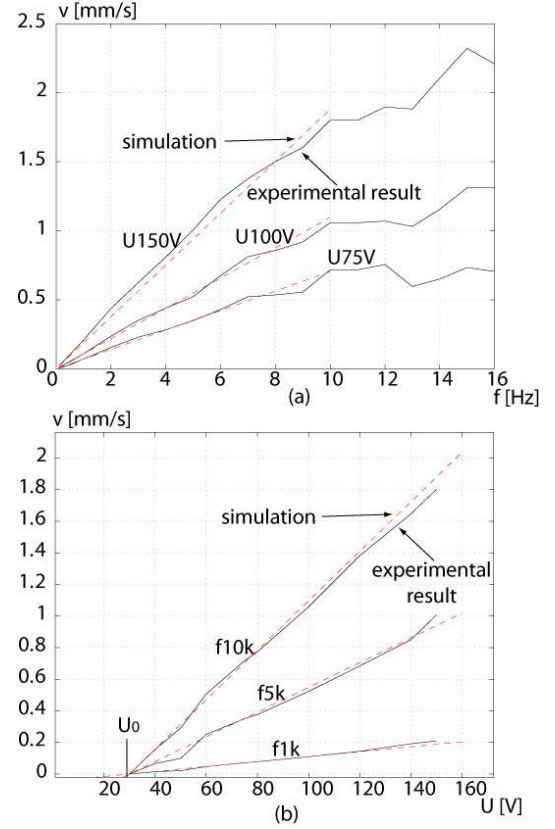 v [mm/s]
2.5
2
simulation
1.5
experimental result
U150V
U100V
1
U75V
0.5
0
0 2 4 6 8 10 12 14 16
(a)
f [Hz]
v [mm/s]
2
1.8
simulation
1.6
1.4
experimental
result
1.2
1
0.8
f10k
0.6
f5k
0.4
U0
0.2
f1k
0
20 40 60 80 100 120 140 160
(b)
U [V]